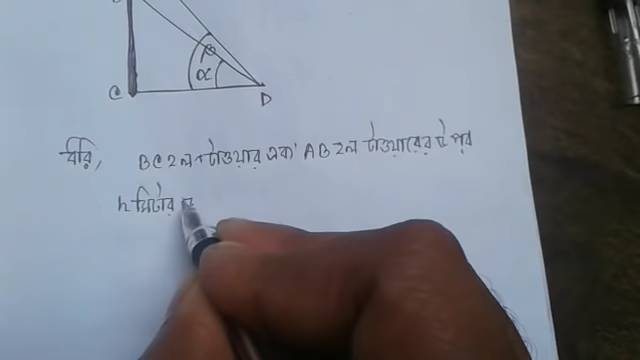 β
α
C
D
ধরি, BC হল টাওয়ার এবং AB হল টাওয়ারের উপর
h মিটার